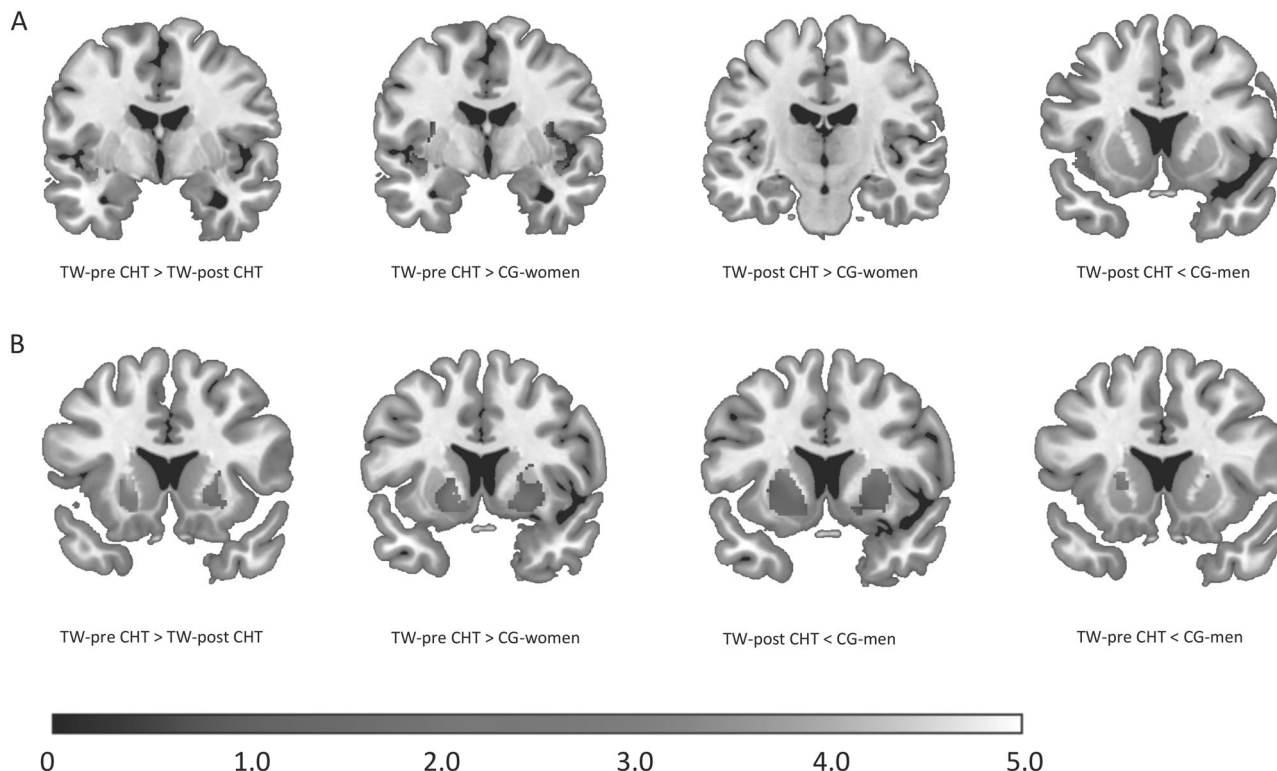 A
TW-pre CHT > TW-post CHT
TW-pre CHT > CG-women
TW-post CHT > CG-women
TW-post CHT < CG-men
B
TW-pre CHT > TW-post CHT
TW-pre CHT > CG-women
TW-post CHT < CG-men
TW-pre CHT < CG-men
0 1.0 2.0 3.0 4.0 5.0